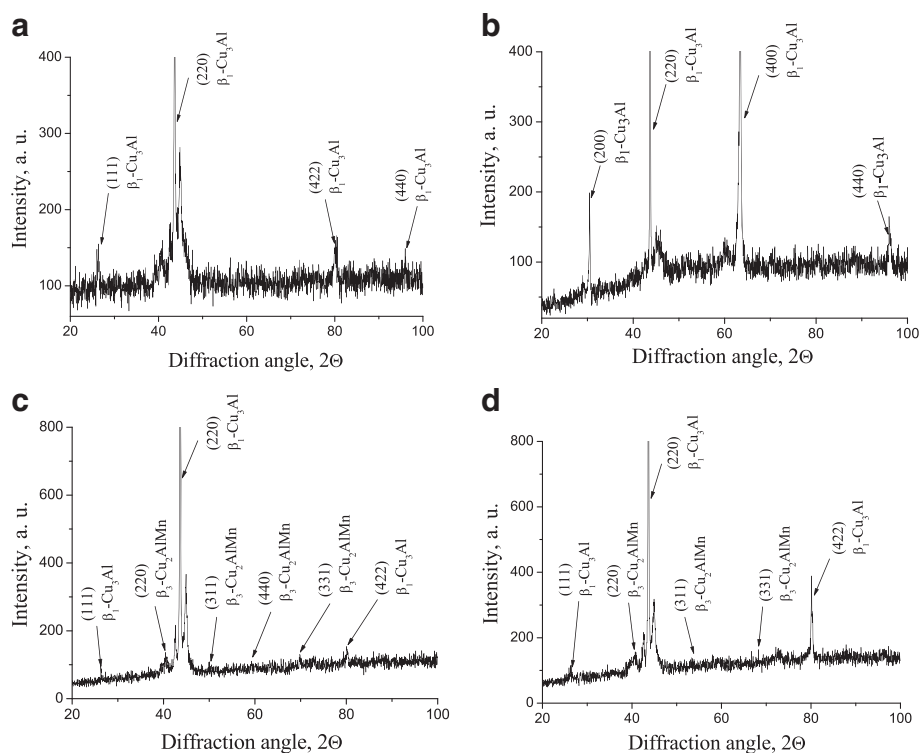 a
400
300
200
100
20
40
60
80
100
Intensity, a. u.
Diffraction angle, 2Θ
(111)
β₁-Cu₃Al
(220)
β₁-Cu₃Al
(422)
β₁-Cu₃Al
(440)
β₁-Cu₃Al
b
400
300
200
100
20
40
60
80
100
Intensity, a. u.
Diffraction angle, 2Θ
(200)
β1-Cu3Al
(220)
β₁-Cu₃Al
(400)
β₁-Cu₃Al
(440)
β1-Cu3Al
c
800
600
400
200
0
20
40
60
80
100
Intensity, a. u.
Diffraction angle, 2Θ
(111)
β₁-Cu₃Al
(220)
β₃-Cu₂AlMn
(220)
β₁-Cu₃Al
(311)
β₃-Cu₂AlMn
(440)
β₃-Cu₂AlMn
(331)
β₃-Cu₂AlMn
(422)
β₁-Cu₃Al
d
800
600
400
200
0
20
40
60
80
100
Intensity, a. u.
Diffraction angle, 2Θ
(111)
β₁-Cu₃Al
(220)
β₃-Cu₂AlMn
(220)
β₁-Cu₃Al
(311)
β₃-Cu₂AlMn
(331)
β₃-Cu₂AlMn
(422)
β₁-Cu₃Al